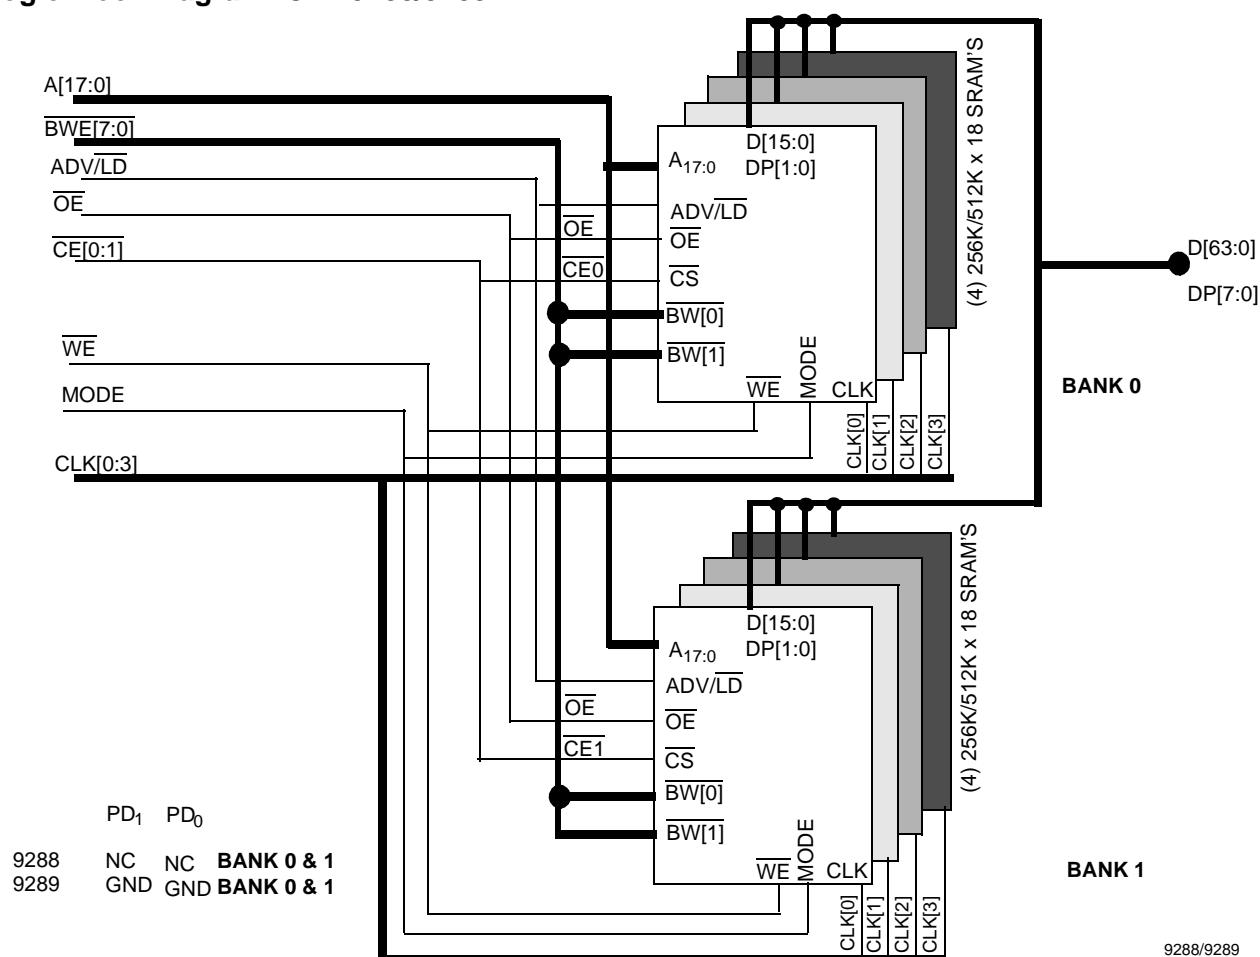 A[17:0]
BWE[7:0]
ADV/LD
OE
CE[0:1]
WE
MODE
CLK[0:3]
OE
CE0
D[15:0]
DP[1:0]
A17:0
ADV/LD
OE
CS
BW[0]
BW[1]
WE
MODE
CLK
CLK[0]
CLK[1]
CLK[2]
CLK[3]
(4) 256K/512K x 18 SRAM'S
D[63:0]
DP[7:0]
BANK 0
OE
CE1
D[15:0]
DP[1:0]
A17:0
ADV/LD
OE
CS
BW[0]
BW[1]
WE
MODE
CLK
CLK[0]
CLK[1]
CLK[2]
CLK[3]
(4) 256K/512K x 18 SRAM'S
BANK 1
PD1 PD0
9288 NC NC BANK 0 & 1
9289 GND GND BANK 0 & 1
9288/9289